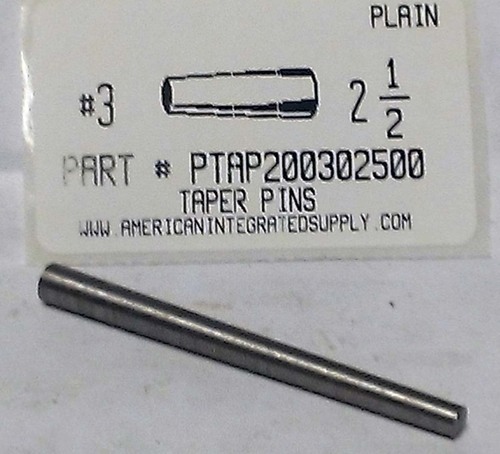 PLAIN
#3 2 1/2
PART # PTAP200302500
TAPER PINS
WWW.AMERICANINTEGRATEDSUPPLY.COM